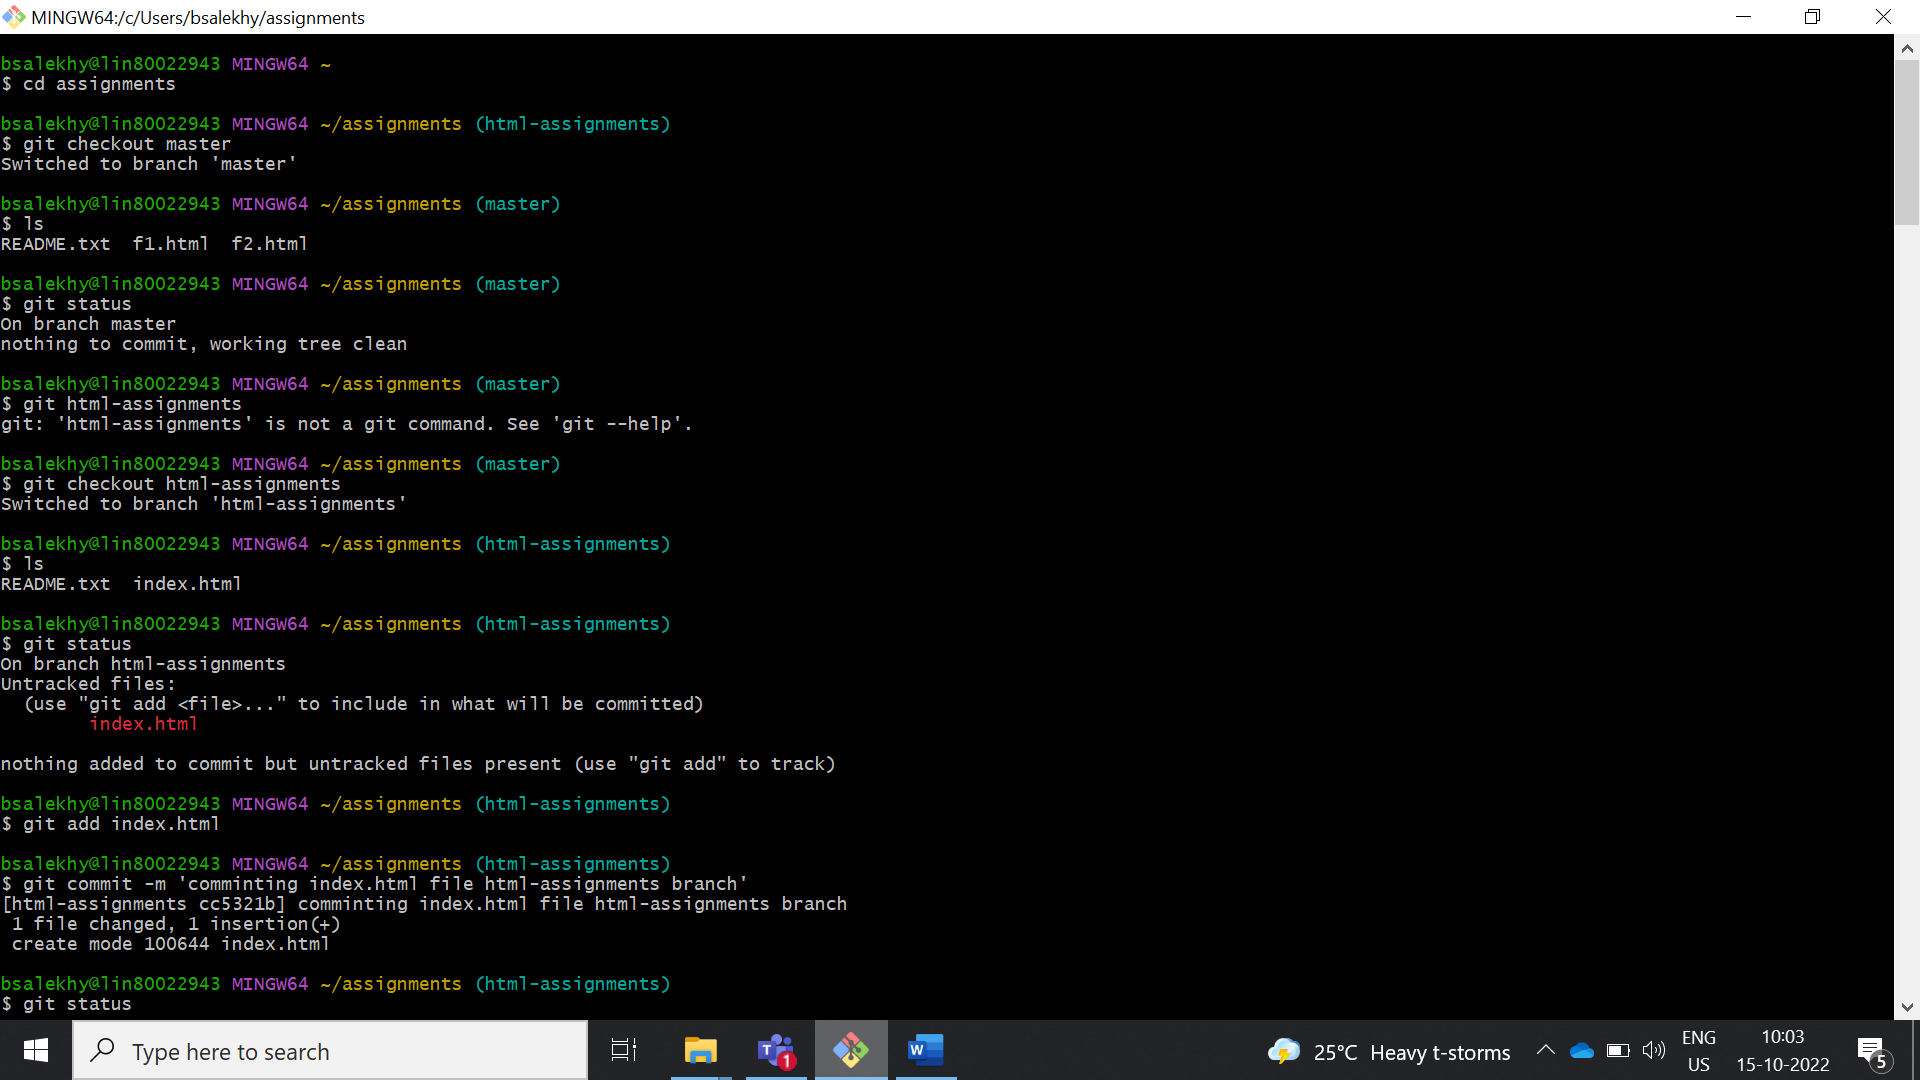 MINGW64:/c/Users/bsalekhy/assignments
bsalekhy@lin80022943 MINGW64 ~
$ cd assignments
bsalekhy@lin80022943 MINGW64 ~/assignments (html-assignments)
$ git checkout master
Switched to branch 'master'
bsalekhy@lin80022943 MINGW64 ~/assignments (master)
$ ls
README.txt  f1.html  f2.html
bsalekhy@lin80022943 MINGW64 ~/assignments (master)
$ git status
On branch master
nothing to commit, working tree clean
bsalekhy@lin80022943 MINGW64 ~/assignments (master)
$ git html-assignments
git: 'html-assignments' is not a git command. See 'git --help'.
bsalekhy@lin80022943 MINGW64 ~/assignments (master)
$ git checkout html-assignments
Switched to branch 'html-assignments'
bsalekhy@lin80022943 MINGW64 ~/assignments (html-assignments)
$ ls
README.txt  index.html
bsalekhy@lin80022943 MINGW64 ~/assignments (html-assignments)
$ git status
On branch html-assignments
Untracked files:
  (use "git add <file>..." to include in what will be committed)
        index.html
nothing added to commit but untracked files present (use "git add" to track)
bsalekhy@lin80022943 MINGW64 ~/assignments (html-assignments)
$ git add index.html
bsalekhy@lin80022943 MINGW64 ~/assignments (html-assignments)
$ git commit -m 'comminting index.html file html-assignments branch'
[html-assignments cc5321b] comminting index.html file html-assignments branch
 1 file changed, 1 insertion(+)
 create mode 100644 index.html
bsalekhy@lin80022943 MINGW64 ~/assignments (html-assignments)
$ git status
Type here to search
T
1
W
25°C Heavy t-storms
ENG
US
10:03
15-10-2022
5